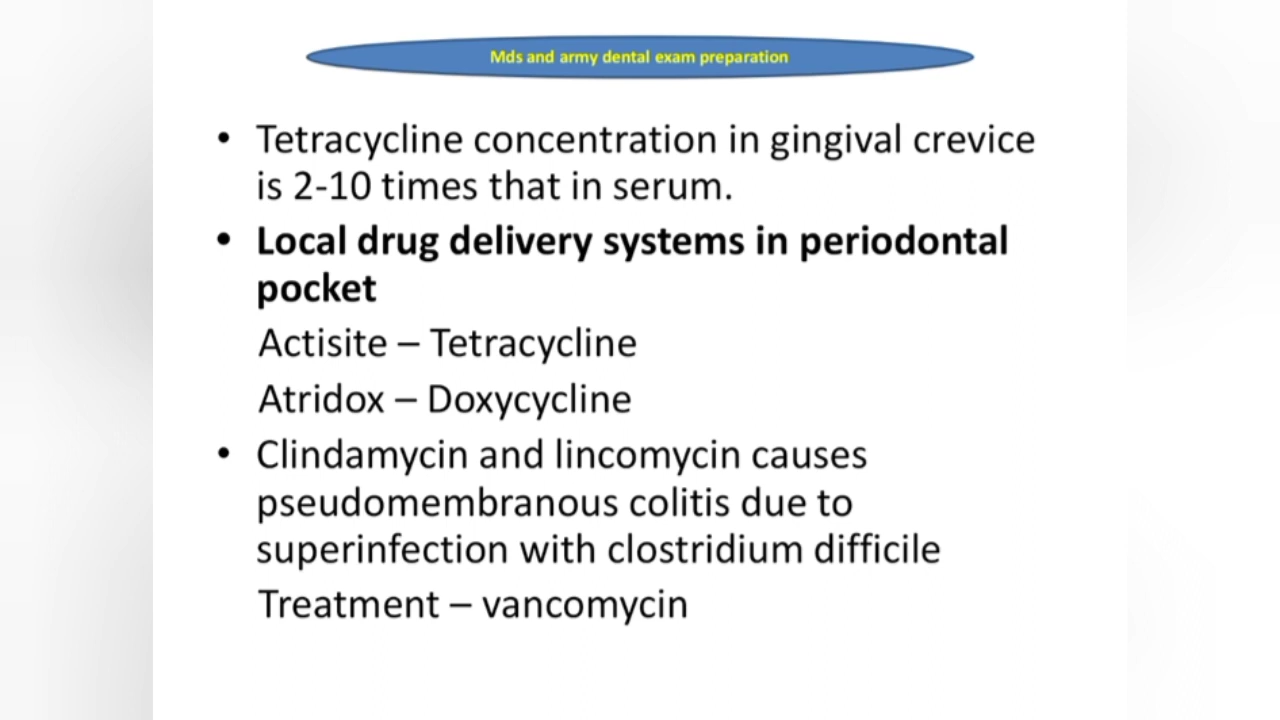 Mds and army dental exam preparation
• Tetracycline concentration in gingival crevice
is 2-10 times that in serum.
• Local drug delivery systems in periodontal
pocket
Actisite – Tetracycline
Atridox – Doxycycline
• Clindamycin and lincomycin causes
pseudomembranous colitis due to
superinfection with clostridium difficile
Treatment – vancomycin